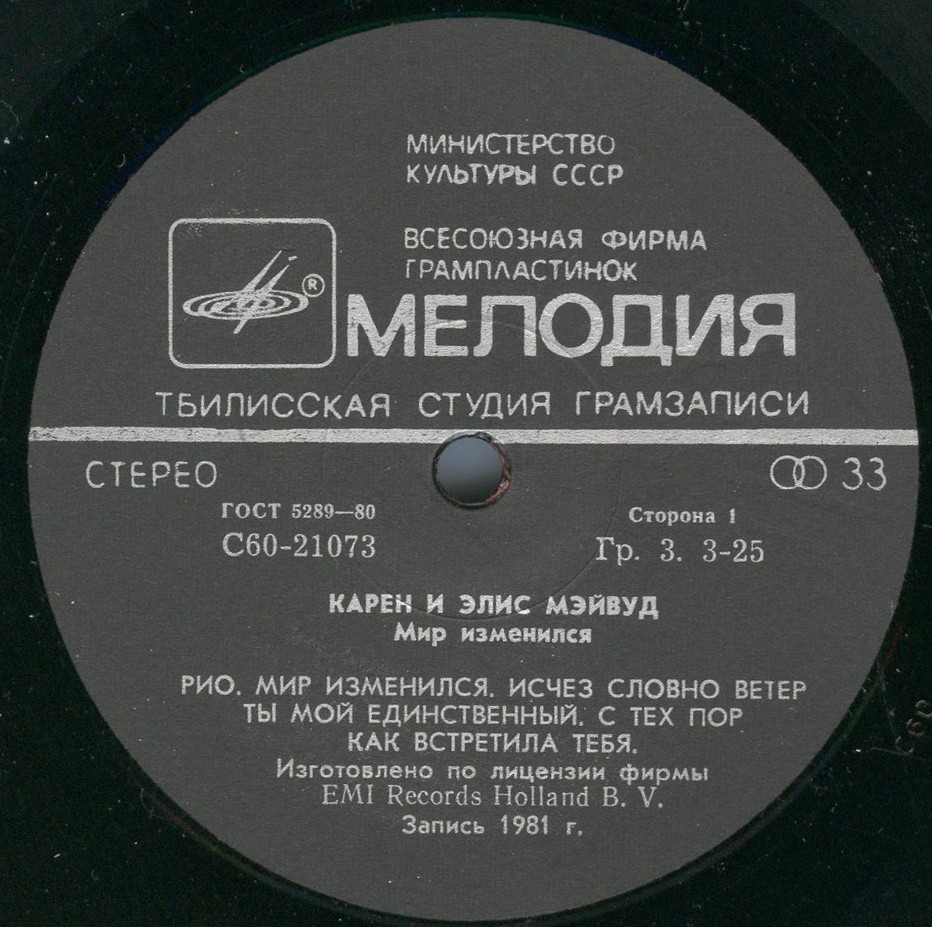 МИНИСТЕРСТВО
КУЛЬТУРЫ СССР
ВСЕСОЮЗНАЯ ФИРМА
ГРАМПЛАСТИНОК
®
МЕЛОДИЯ
ТБИЛИССКАЯ СТУДИЯ ГРАМЗАПИСИ
СТЕРЕО
33
ГОСТ 5289—80
Сторона 1
С60-21073
Гр. 3. 3-25
КАРЕН И ЭЛИС МЭЙВУД
Мир изменился
РИО. МИР ИЗМЕНИЛСЯ. ИСЧЕЗ СЛОВНО ВЕТЕР
ТЫ МОЙ ЕДИНСТВЕННЫЙ. С ТЕХ ПОР
КАК ВСТРЕТИЛА ТЕБЯ.
Изготовлено по лицензии фирмы
EMI Records Holland B. V.
Запись 1981 г.